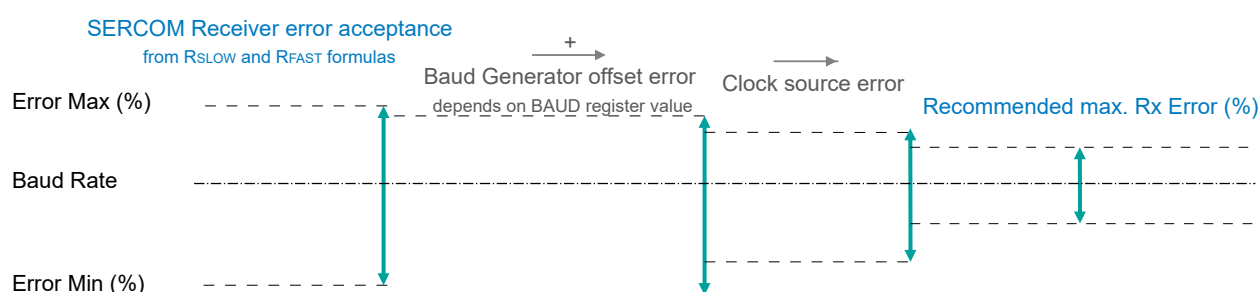 SERCOM Receiver error acceptance
from RSLOW and RFAST formulas
+
Baud Generator offset error
depends on BAUD register value
Clock source error
Recommended max. Rx Error (%)
Error Max (%)
Baud Rate
Error Min (%)